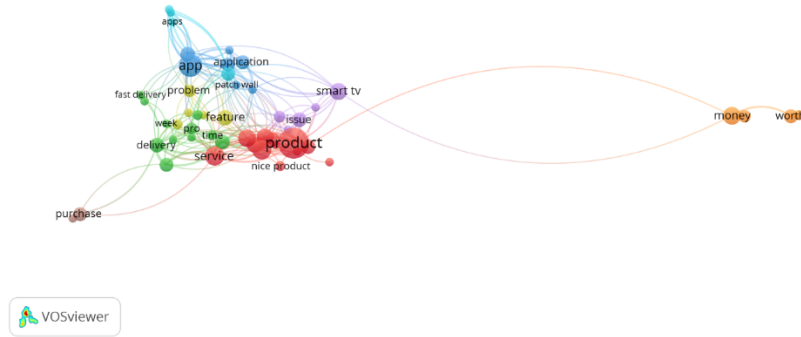 apps
app
application
patch wall
smart tv
fast delivery
problem
week
feature
issue
pro
time
delivery
service
product
nice product
money
worth
purchase
VOSviewer